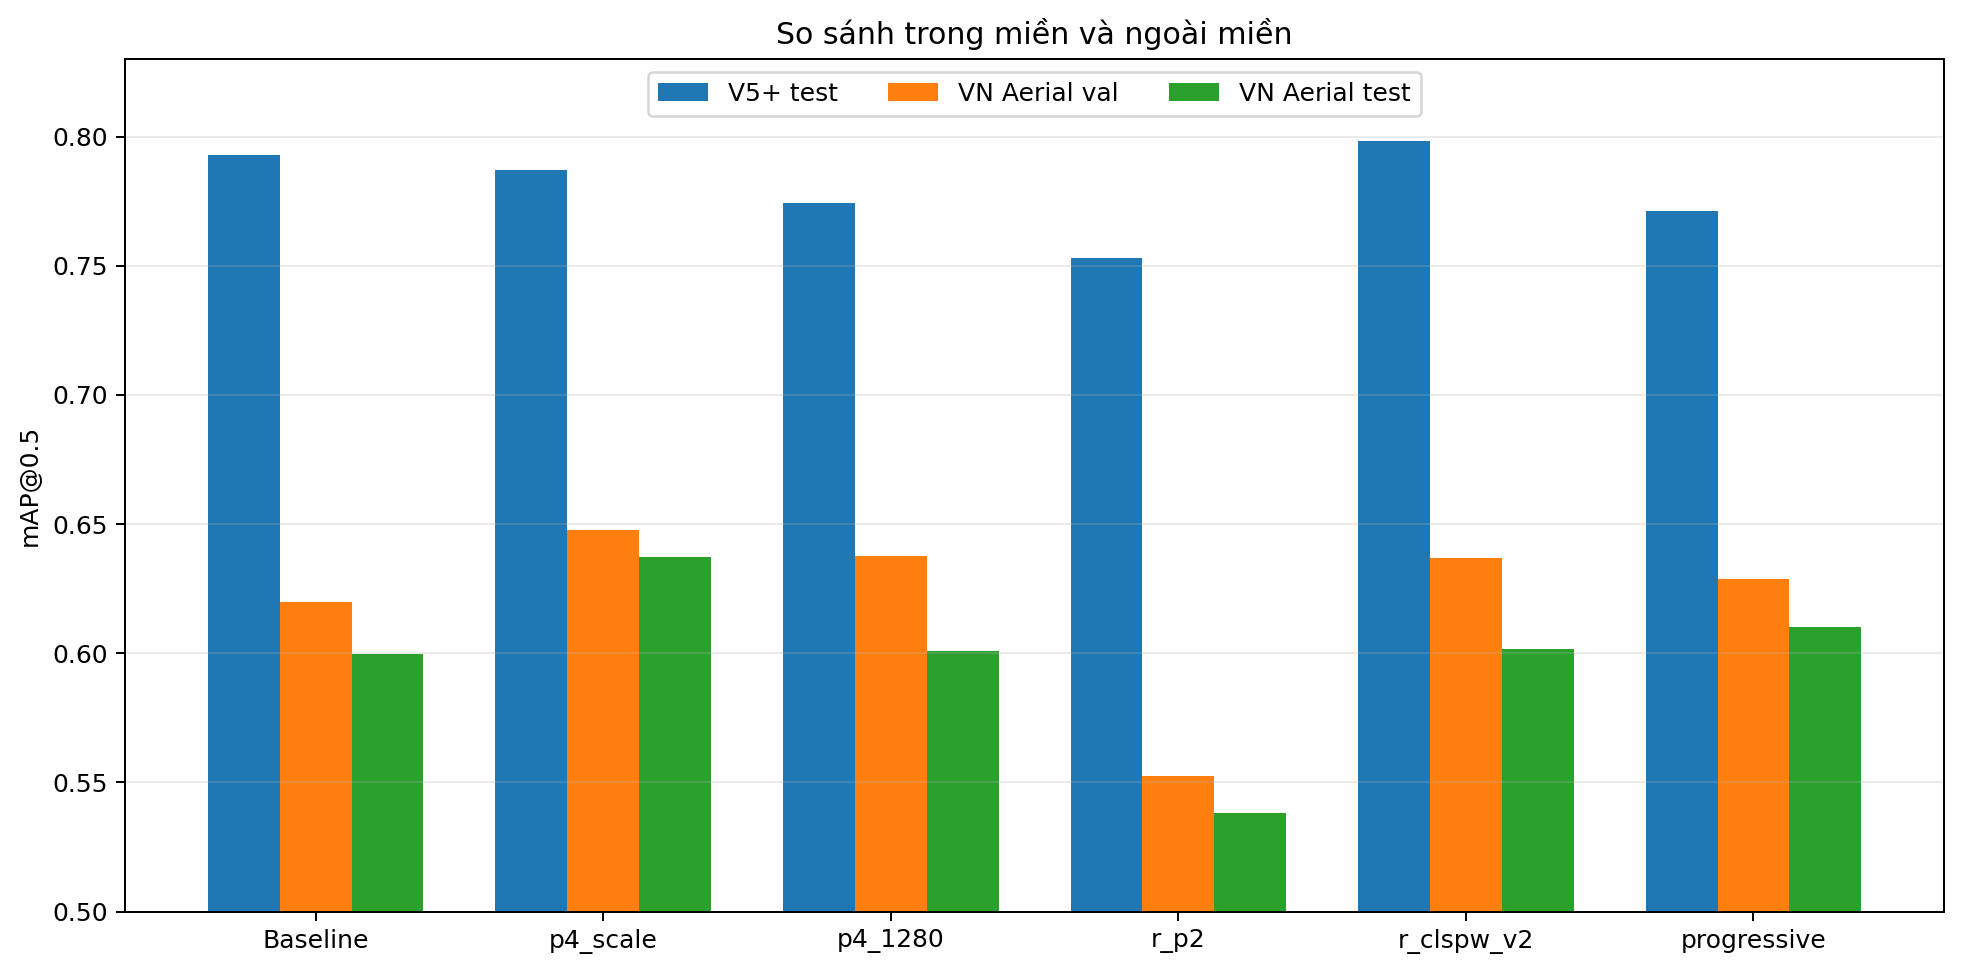 So sánh trong miền và ngoài miền
V5+ test VN Aerial val VN Aerial test
mAP@0.5
0.80
0.75
0.70
0.65
0.60
0.55
0.50
Baseline p4_scale p4_1280 r_p2 r_clspw_v2 progressive